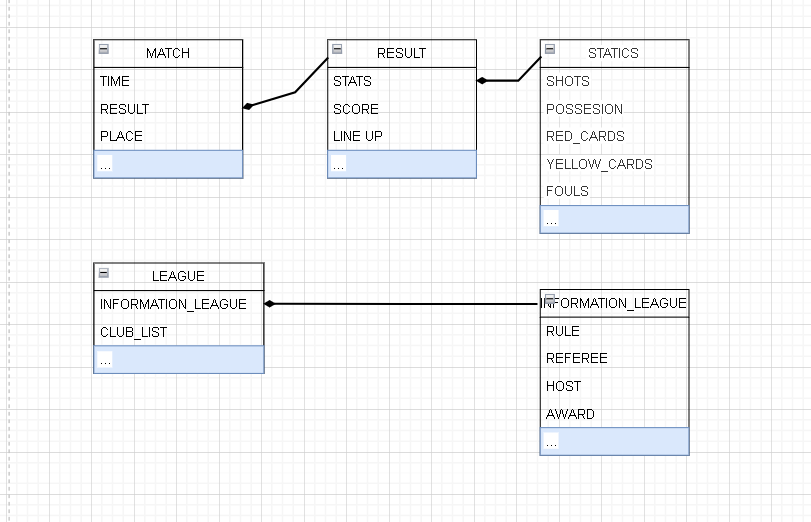 MATCH
TIME
RESULT
PLACE
...
RESULT
STATS
SCORE
LINE UP
...
STATICS
SHOTS
POSSESION
RED_CARDS
YELLOW_CARDS
FOULS
...
LEAGUE
INFORMATION_LEAGUE
CLUB_LIST
...
INFORMATION_LEAGUE
RULE
REFEREE
HOST
AWARD
...